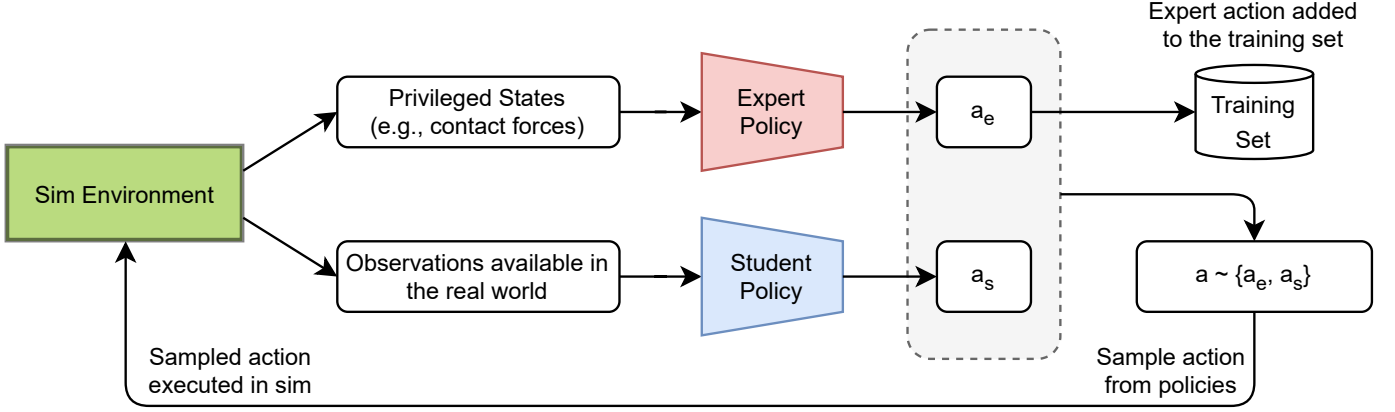 Expert action added
to the training set
Privileged States
(e.g., contact forces)
Expert
Policy
aₑ
Training
Set
Sim Environment
Observations available in
the real world
Student
Policy
aₛ
a ~ {aₑ, aₛ}
Sampled action
executed in sim
Sample action
from policies